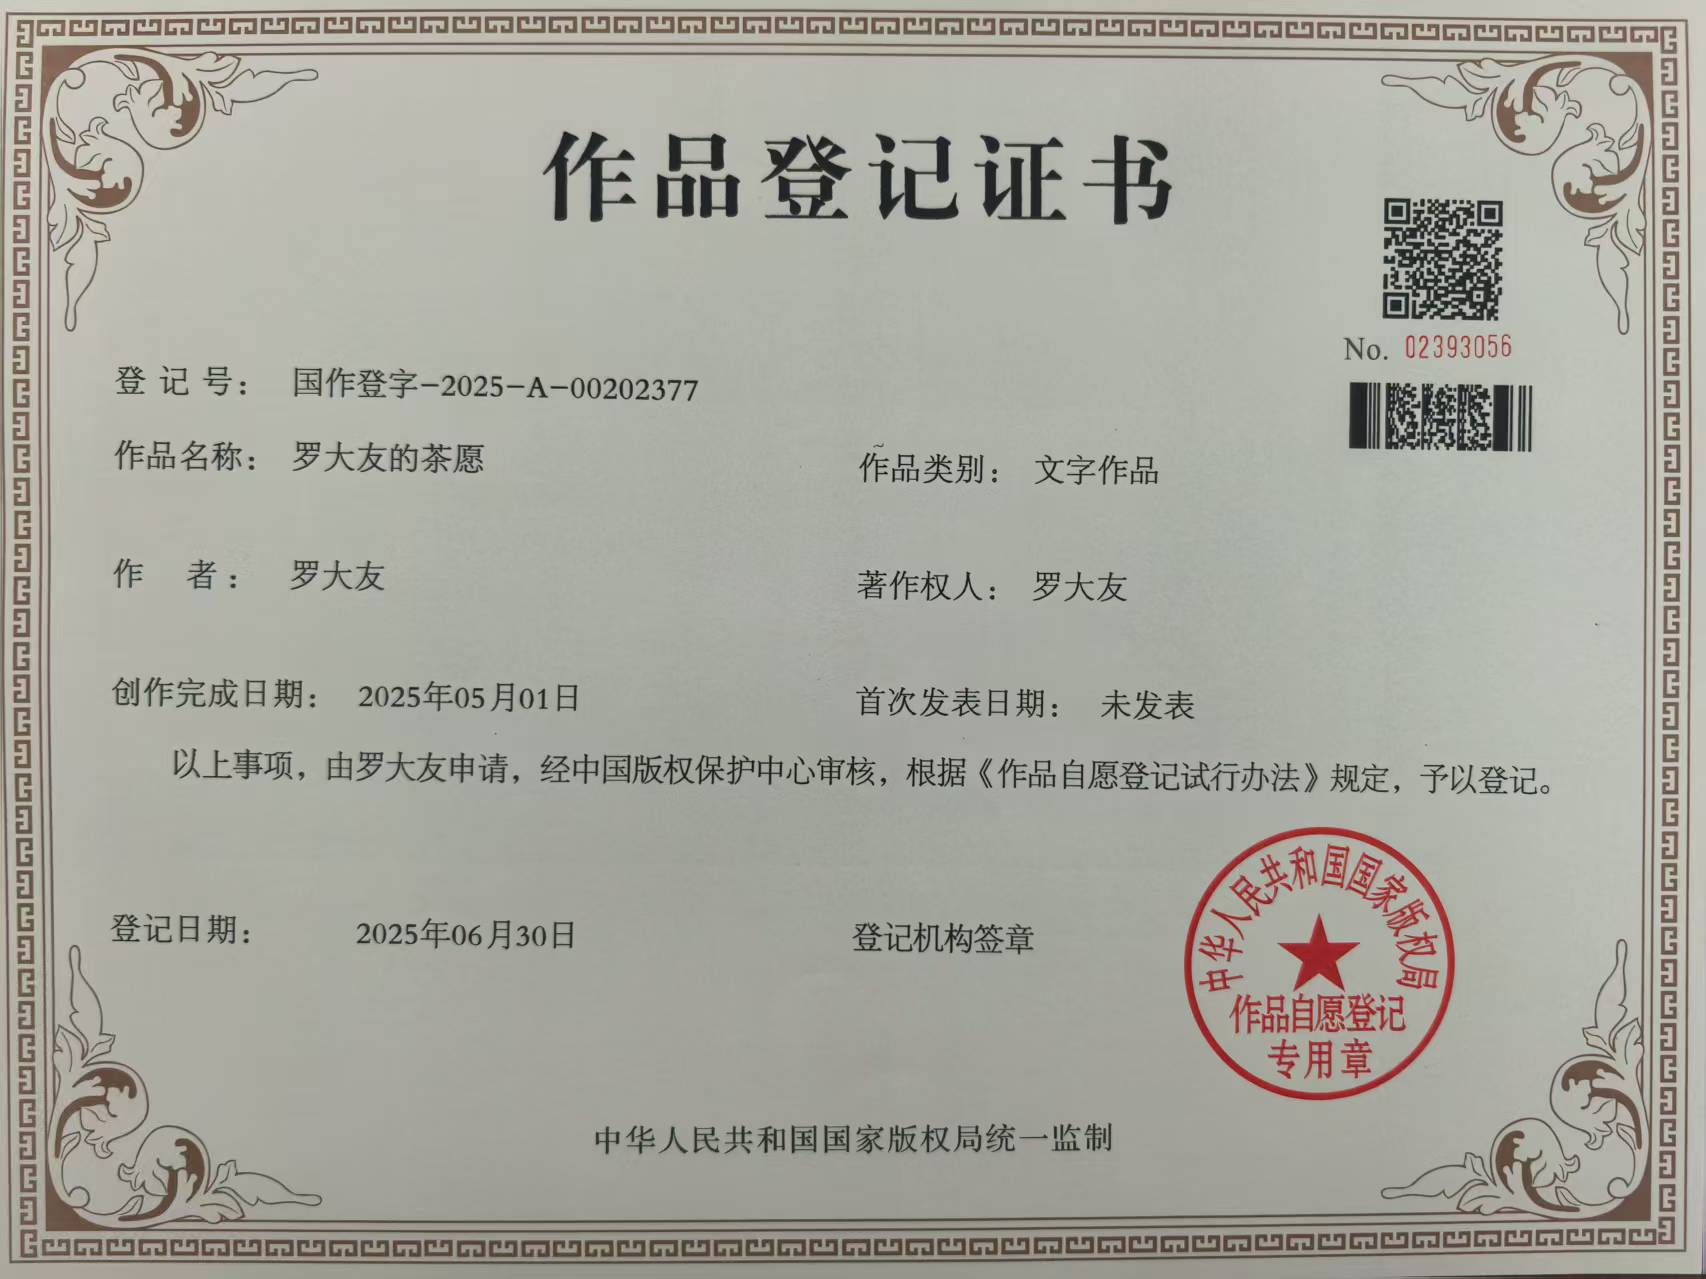 作品登记证书
No. 02393056
登记号： 国作登字-2025-A-00202377
作品名称： 罗大友的茶愿
作品类别： 文字作品
作 者： 罗大友
著作权人： 罗大友
创作完成日期： 2025年05月01日
首次发表日期： 未发表
以上事项，由罗大友申请，经中国版权保护中心审核，根据《作品自愿登记试行办法》规定，予以登记。
登记日期： 2025年06月30日
登记机构签章
中华人民共和国国家版权局
作品自愿登记
专用章
中华人民共和国国家版权局统一监制